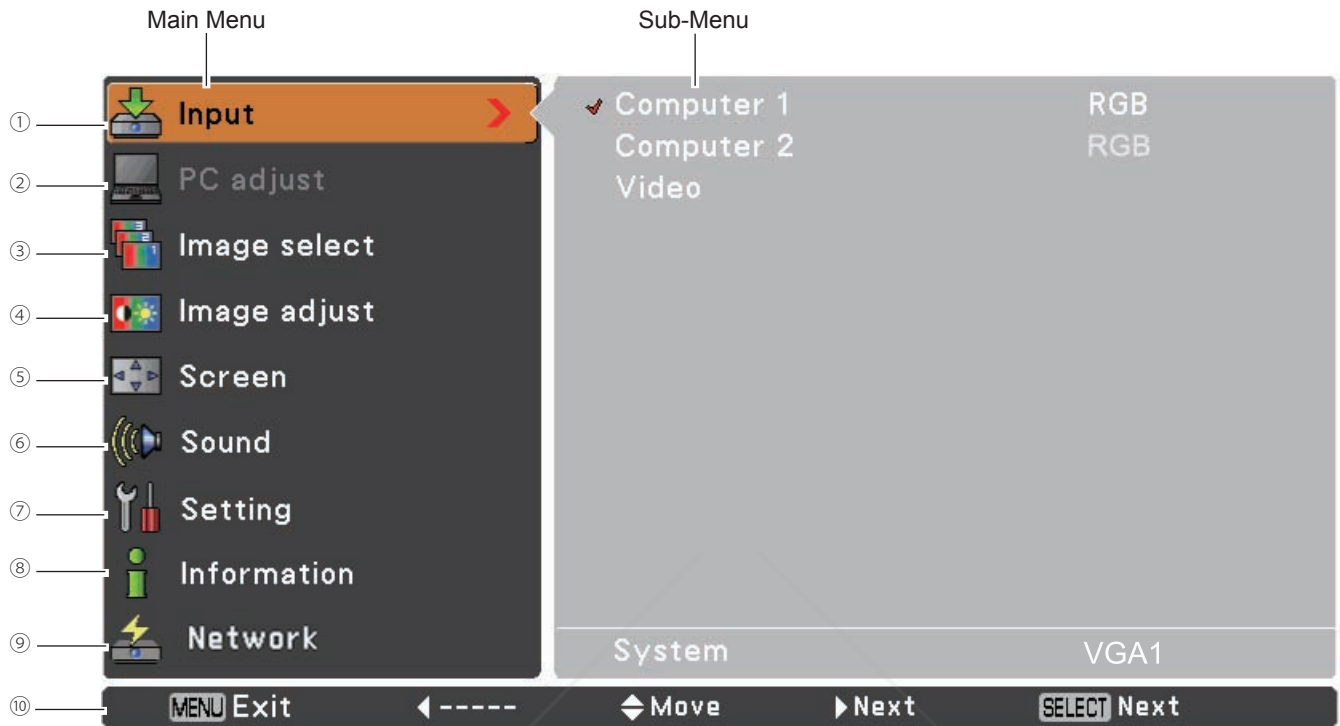 Main Menu Sub-Menu
① Input Computer 1 RGB
Computer 2 RGB
② PC adjust Video
③ Image select
④ Image adjust
⑤ Screen
⑥ Sound
⑦ Setting
⑧ Information
⑨ Network System VGA1
⑩ MENU Exit ----- Move Next SELECT Next